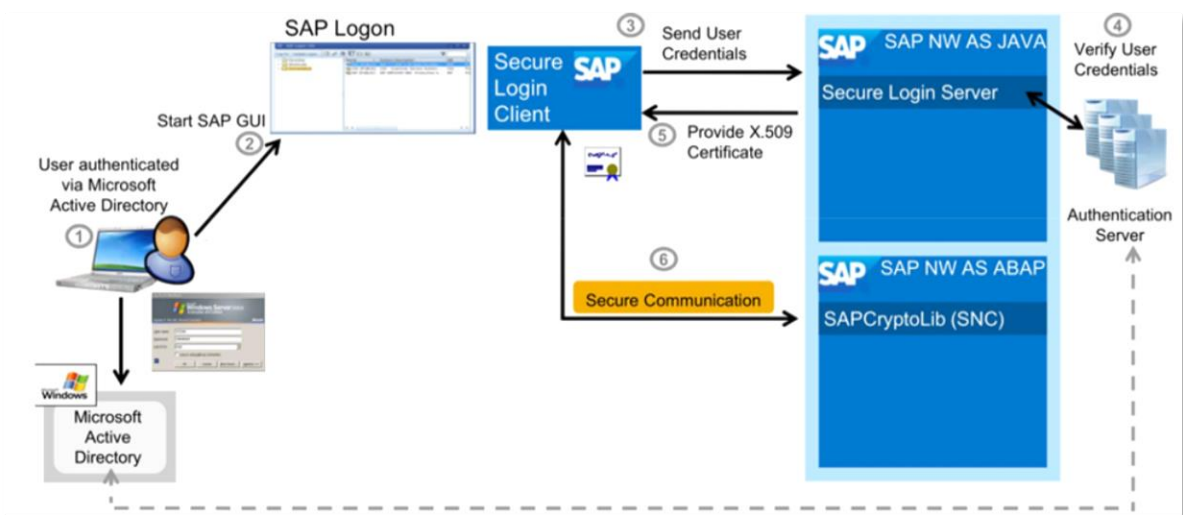 SAP Logon
3
Send User
Credentials
Secure
Login
Client
SAP
SAP
SAP NW AS JAVA
Secure Login Server
4
Verify User
Credentials
Start SAP GUI
2
5
Provide X.509
Certificate
User authenticated
via Microsoft
Active Directory
1
Authentication
Server
6
Secure Communication
SAP
SAP NW AS ABAP
SAPCryptoLib (SNC)
Windows
Microsoft
Active
Directory